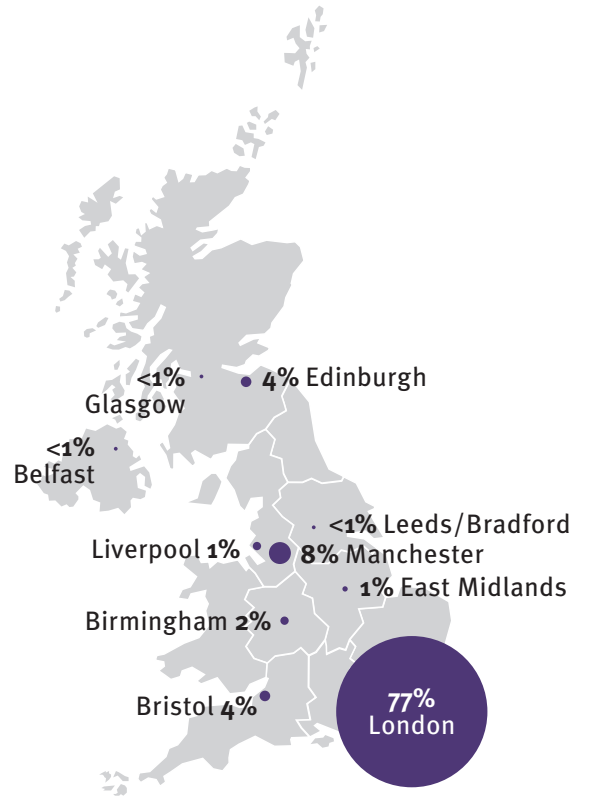 <1%
Glasgow
4% Edinburgh
<1%
Belfast
<1% Leeds/Bradford
Liverpool 1%
8% Manchester
1% East Midlands
Birmingham 2%
Bristol 4%
77%
London